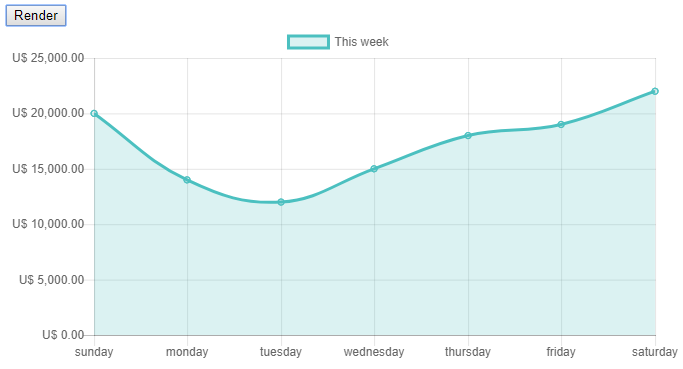 Render
This week
U$ 25,000.00
U$ 20,000.00
U$ 15,000.00
U$ 10,000.00
U$ 5,000.00
U$ 0.00
sunday monday tuesday wednesday thursday friday saturday